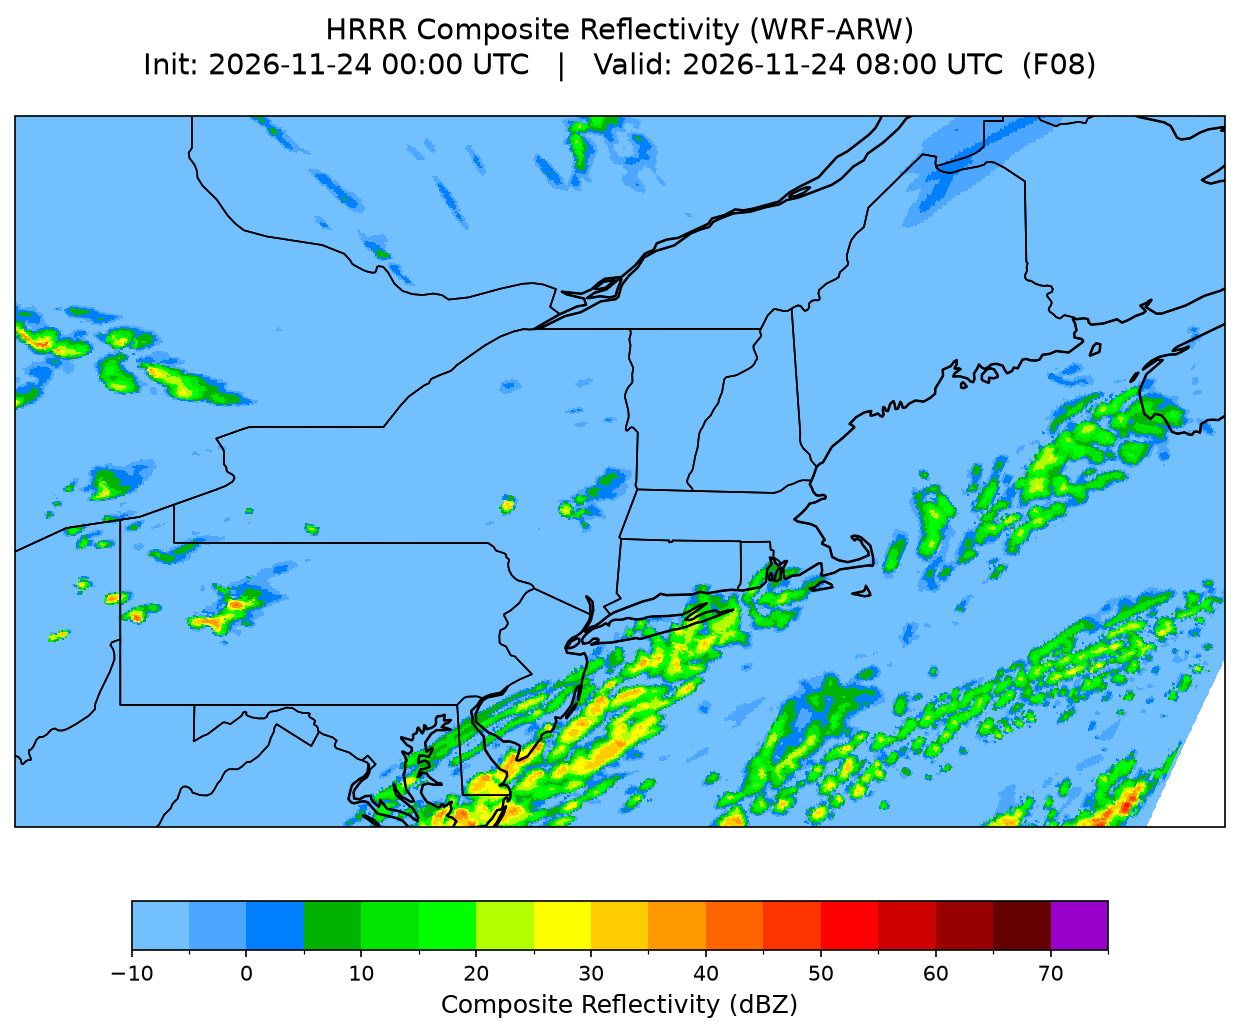 HRRR Composite Reflectivity (WRF-ARW)
Init: 2026-11-24 00:00 UTC | Valid: 2026-11-24 08:00 UTC (F08)
−10 0 10 20 30 40 50 60 70
Composite Reflectivity (dBZ)